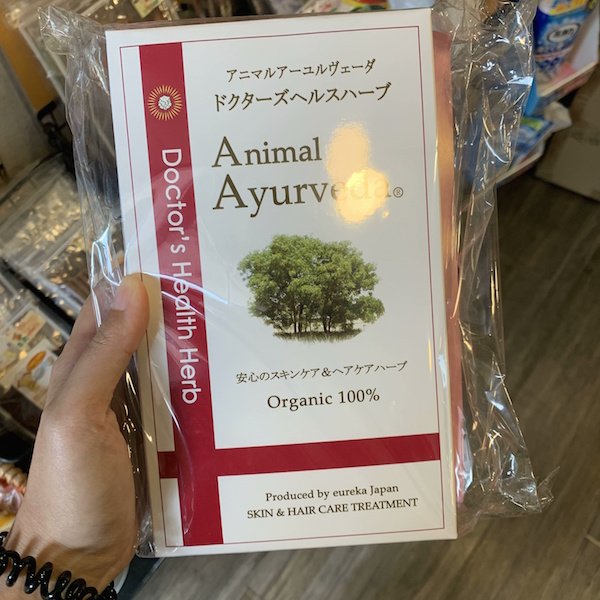 アニマルアーユルヴェーダ
ドクターズヘルスハーブ
Animal
Ayurveda®
Doctor's Health Herb
安心のスキンケア&ヘアケアハーブ
Organic 100%
Produced by eureka Japan
SKIN & HAIR CARE TREATMENT